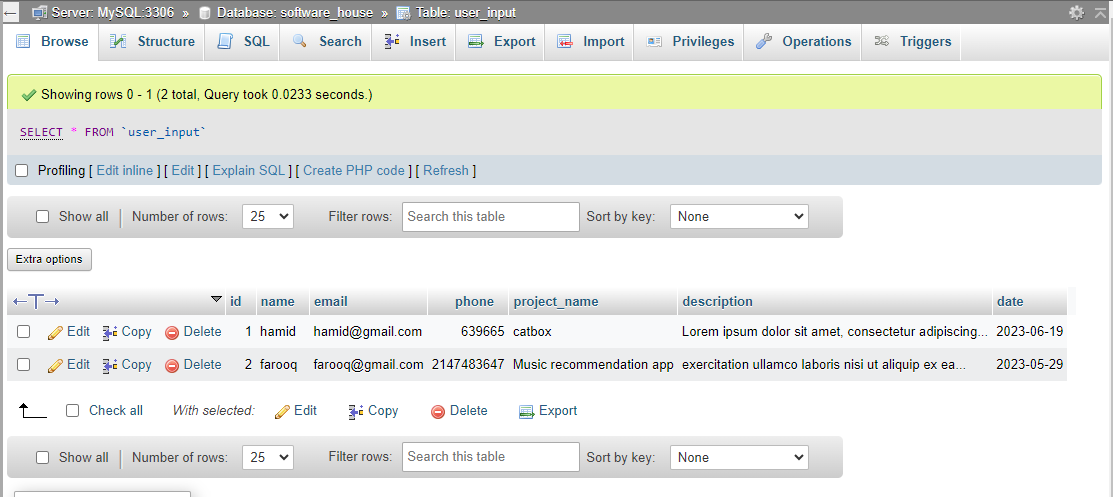 Server: MySQL:3306 » Database: software_house » Table: user_input
Browse Structure SQL Search Insert Export Import Privileges Operations Triggers
Showing rows 0 - 1 (2 total, Query took 0.0233 seconds.)
SELECT * FROM `user_input`
Profiling [ Edit inline ] [ Edit ] [ Explain SQL ] [ Create PHP code ] [ Refresh ]
Show all Number of rows: 25 Filter rows: Search this table Sort by key: None
Extra options
←T→ id name email phone project_name description date
Edit Copy Delete 1 hamid hamid@gmail.com 639665 catbox Lorem ipsum dolor sit amet, consectetur adipiscing... 2023-06-19
Edit Copy Delete 2 farooq farooq@gmail.com 2147483647 Music recommendation app exercitation ullamco laboris nisi ut aliquip ex ea... 2023-05-29
Check all With selected: Edit Copy Delete Export
Show all Number of rows: 25 Filter rows: Search this table Sort by key: None